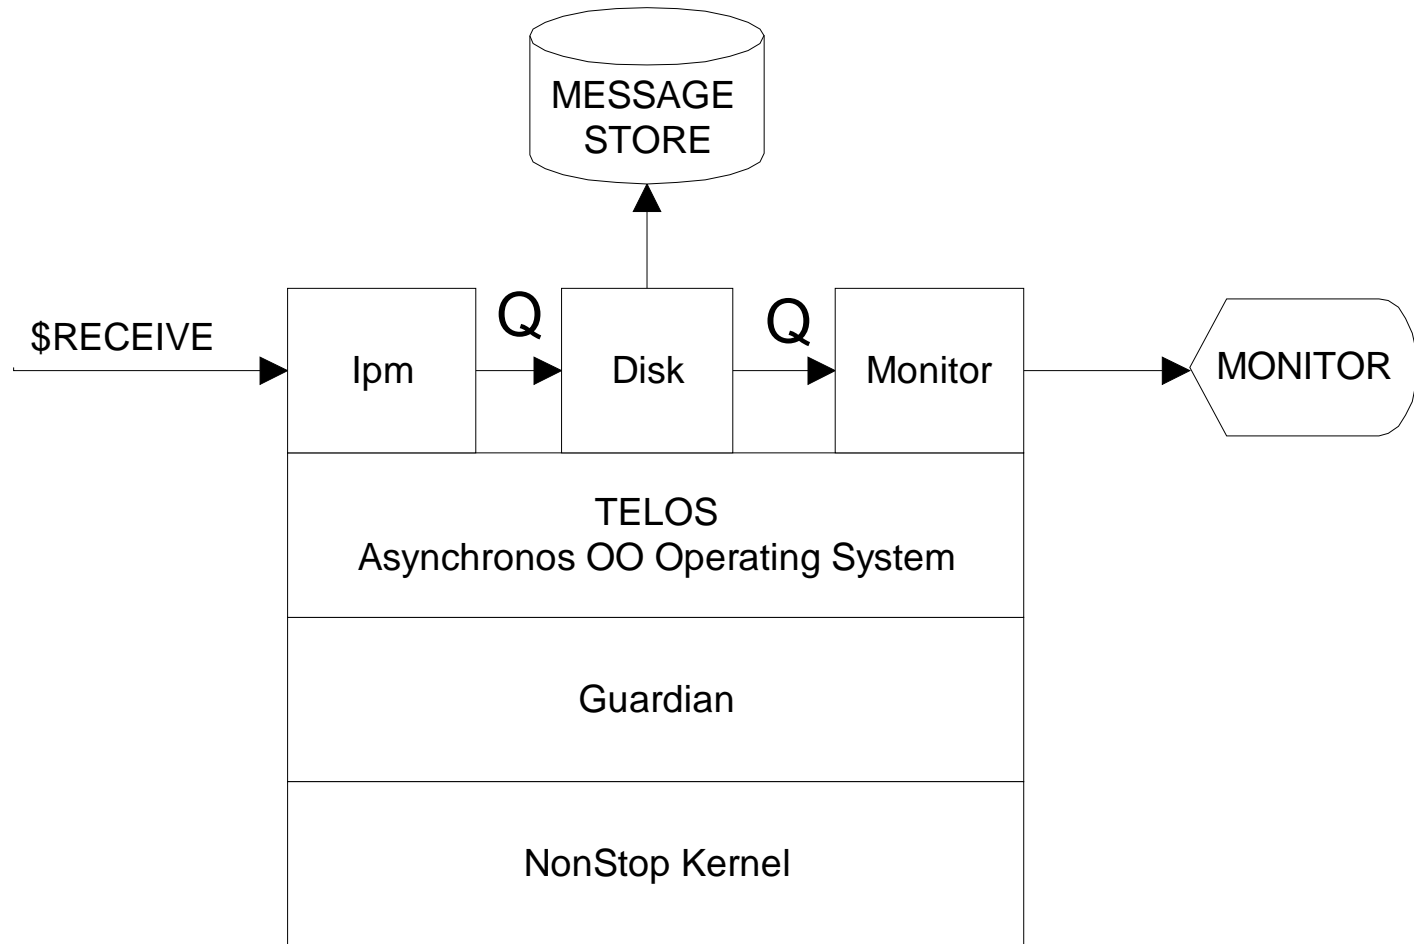 MESSAGE
STORE
Q
Q
$RECEIVE
Ipm
Disk
Monitor
MONITOR
TELOS
Asynchronos OO Operating System
Guardian
NonStop Kernel